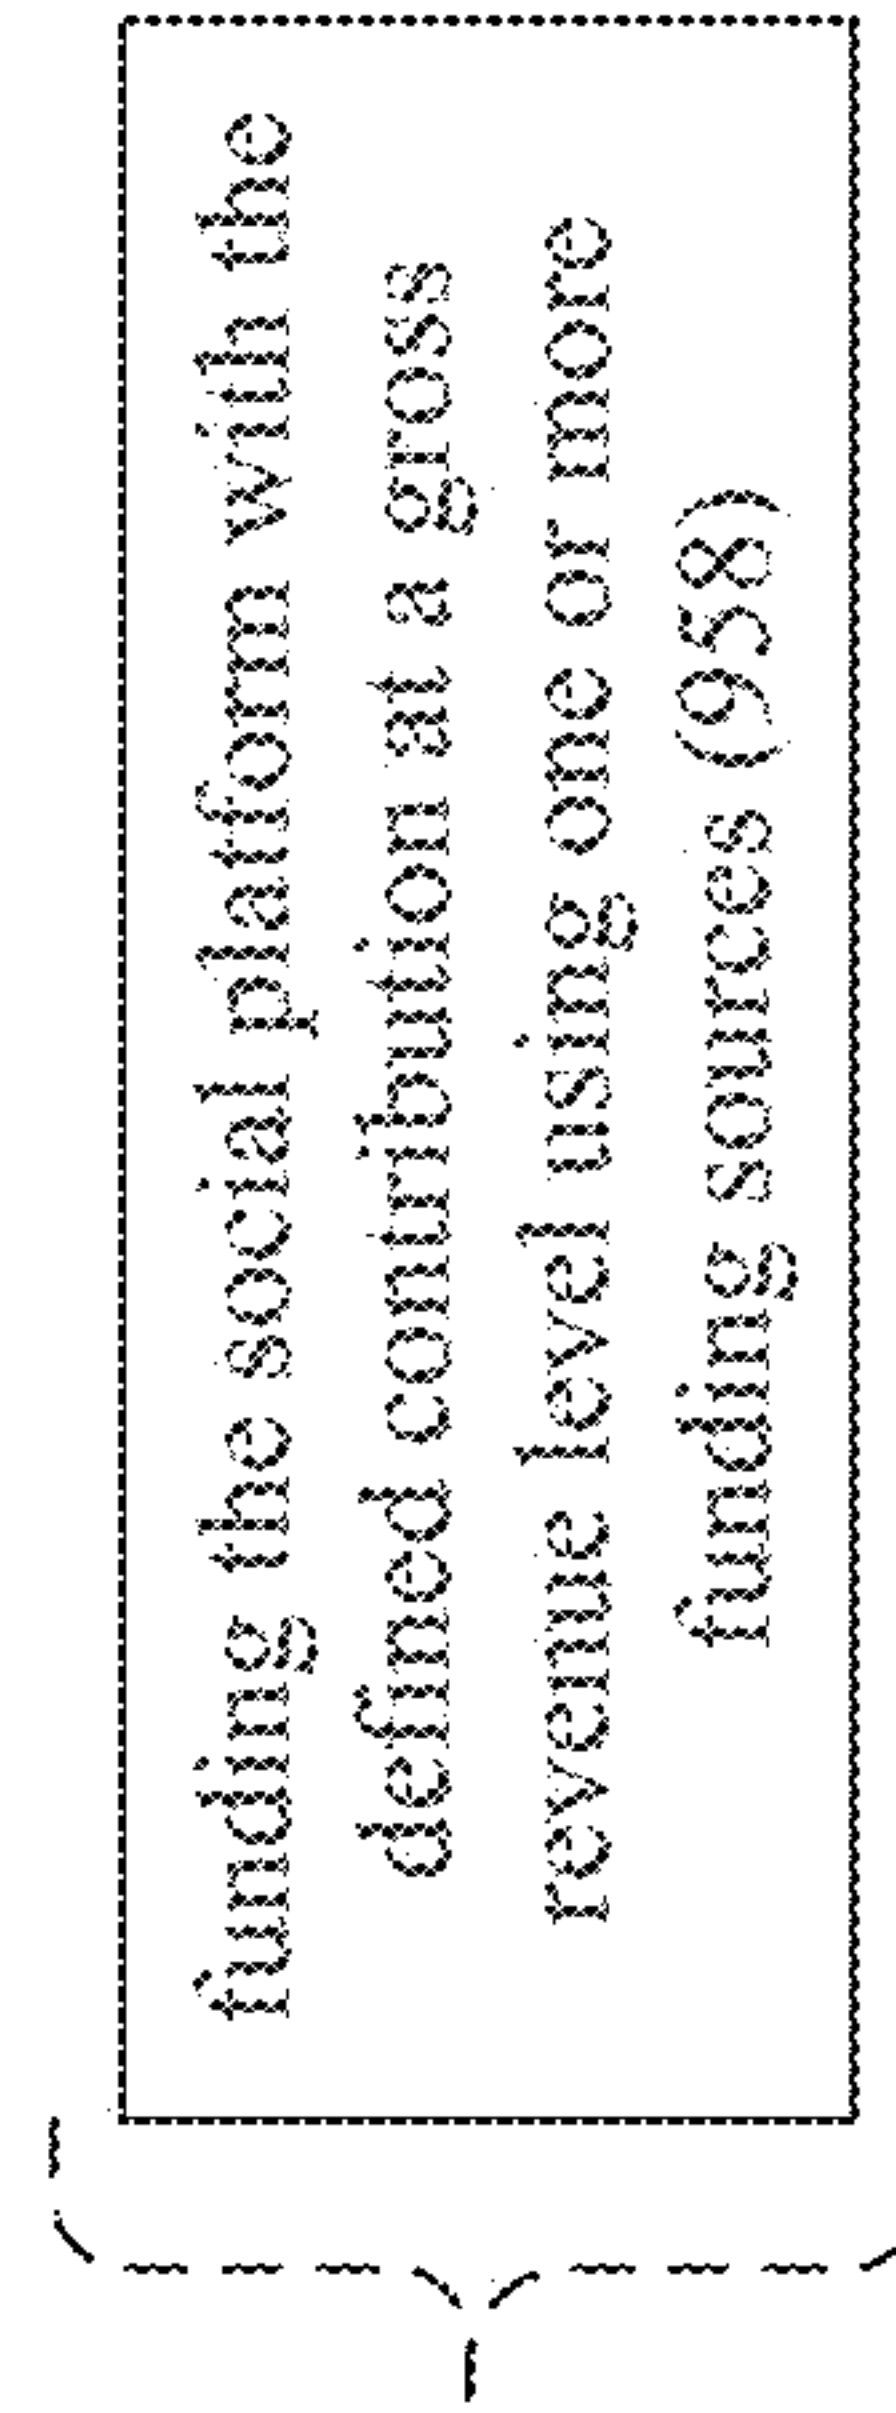 funding the social platform with the
defined contribution at a gross
revenue level using one or more
funding sources (958)